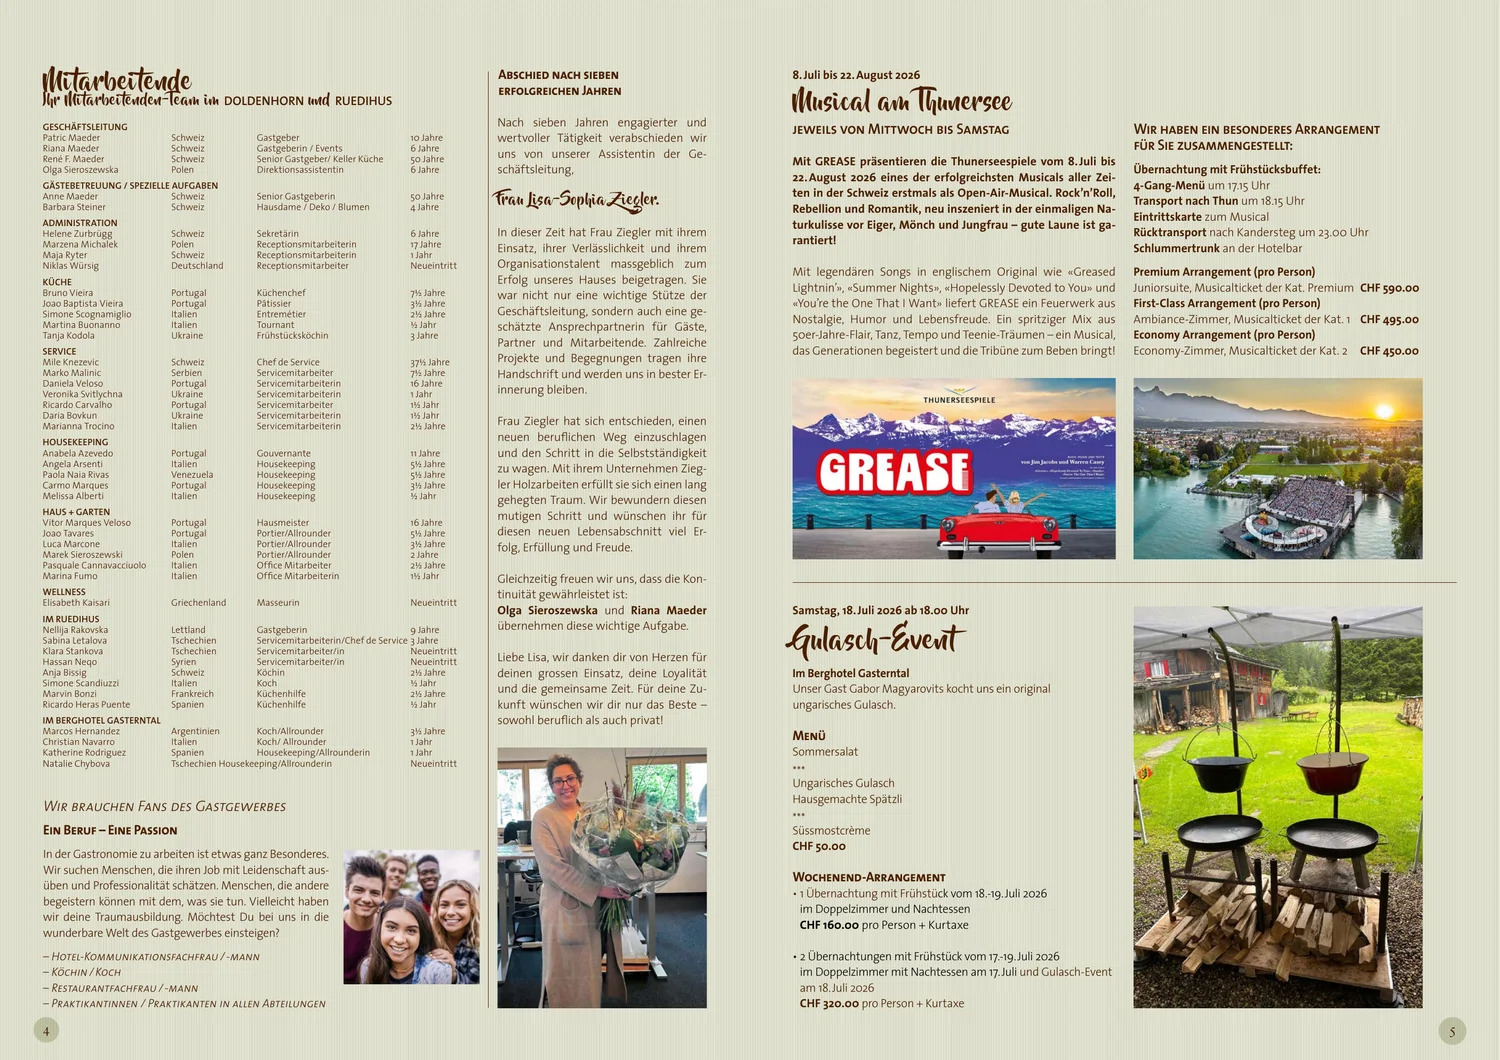 Mitarbeitende
Ihr Mitarbeitenden-Team im DOLDENHORN und RUEDIHUS
GESCHÄFTSLEITUNG
Patric Maeder Schweiz Gastgeber 10 Jahre
Riana Maeder Schweiz Gastgeberin / Events 6 Jahre
René F. Maeder Schweiz Senior Gastgeber/ Keller Küche 50 Jahre
Olga Sieroszewska Polen Direktionsassistentin 6 Jahre
GÄSTEBETREUUNG / SPEZIELLE AUFGABEN
Anne Maeder Schweiz Senior Gastgeberin 50 Jahre
Barbara Steiner Schweiz Hausdame / Deko / Blumen 4 Jahre
ADMINISTRATION
Helene Zurbrügg Schweiz Sekretärin 6 Jahre
Marzena Michalek Polen Receptionsmitarbeiterin 17 Jahre
Maja Ryter Schweiz Receptionsmitarbeiterin 1 Jahr
Niklas Würsig Deutschland Receptionsmitarbeiter Neueintritt
KÜCHE
Bruno Vieira Portugal Küchenchef 7½ Jahre
Joao Baptista Vieira Portugal Pâtissier 3½ Jahre
Simone Scognamiglio Italien Entremétier 2½ Jahre
Martina Buonanno Italien Tournant ½ Jahr
Tanja Kodola Ukraine Frühstücksköchin 3 Jahre
SERVICE
Mile Knezevic Schweiz Chef de Service 37½ Jahre
Marko Malinic Serbien Servicemitarbeiter 7½ Jahre
Daniela Veloso Portugal Servicemitarbeiterin 16 Jahre
Veronika Svitlychna Ukraine Servicemitarbeiterin 1 Jahr
Ricardo Carvalho Portugal Servicemitarbeiter 1½ Jahr
Daria Bovkun Ukraine Servicemitarbeiterin 1½ Jahr
Marianna Trocino Italien Servicemitarbeiterin 2½ Jahre
HOUSEKEEPING
Anabela Azevedo Portugal Gouvernante 11 Jahre
Angela Arsenti Italien Housekeeping 5½ Jahre
Paola Naia Rivas Venezuela Housekeeping 5½ Jahre
Carmo Marques Portugal Housekeeping 3½ Jahre
Melissa Alberti Italien Housekeeping ½ Jahr
HAUS + GARTEN
Vitor Marques Veloso Portugal Hausmeister 16 Jahre
Joao Tavares Portugal Portier/Allrounder 5½ Jahre
Luca Marcone Italien Portier/Allrounder 3½ Jahre
Marek Sieroszewski Polen Portier/Allrounder 2 Jahre
Pasquale Cannavacciuolo Italien Office Mitarbeiter 2½ Jahre
Marina Fumo Italien Office Mitarbeiterin 1½ Jahr
WELLNESS
Elisabeth Kaisari Griechenland Masseurin Neueintritt
IM RUEDIHUS
Nellija Rakovska Lettland Gastgeberin 9 Jahre
Sabina Letalova Tschechien Servicemitarbeiterin/Chef de Service 3 Jahre
Klara Stankova Tschechien Servicemitarbeiter/in Neueintritt
Hassan Neqo Syrien Servicemitarbeiter/in Neueintritt
Anja Bissig Schweiz Köchin 2½ Jahre
Simone Scandiuzzi Italien Koch ½ Jahr
Marvin Bonzi Frankreich Küchenhilfe 2½ Jahre
Ricardo Heras Puente Spanien Küchenhilfe ½ Jahr
IM BERGHOTEL GASTERNTAL
Marcos Hernandez Argentinien Koch/Allrounder 3½ Jahre
Christian Navarro Italien Koch/ Allrounder 1 Jahr
Katherine Rodriguez Spanien Housekeeping/Allrounderin 1 Jahr
Natalie Chybova Tschechien Housekeeping/Allrounderin Neueintritt
WIR BRAUCHEN FANS DES GASTGEWERBES
EIN BERUF – EINE PASSION
In der Gastronomie zu arbeiten ist etwas ganz Besonderes.
Wir suchen Menschen, die ihren Job mit Leidenschaft aus-
üben und Professionalität schätzen. Menschen, die andere
begeistern können mit dem, was sie tun. Vielleicht haben
wir deine Traumausbildung. Möchtest Du bei uns in die
wunderbare Welt des Gastgewerbes einsteigen?
– HOTEL-KOMMUNIKATIONSFACHFRAU / -MANN
– KÖCHIN / KOCH
– RESTAURANTFACHFRAU / -MANN
– PRAKTIKANTINNEN / PRAKTIKANTEN IN ALLEN ABTEILUNGEN
4
ABSCHIED NACH SIEBEN
ERFOLGREICHEN JAHREN
Nach sieben Jahren engagierter und
wertvoller Tätigkeit verabschieden wir
uns von unserer Assistentin der Ge-
schäftsleitung,
Frau Lisa-Sophia Ziegler.
In dieser Zeit hat Frau Ziegler mit ihrem
Einsatz, ihrer Verlässlichkeit und ihrem
Organisationstalent massgeblich zum
Erfolg unseres Hauses beigetragen. Sie
war nicht nur eine wichtige Stütze der
Geschäftsleitung, sondern auch eine ge-
schätzte Ansprechpartnerin für Gäste,
Partner und Mitarbeitende. Zahlreiche
Projekte und Begegnungen tragen ihre
Handschrift und werden uns in bester Er-
innerung bleiben.
Frau Ziegler hat sich entschieden, einen
neuen beruflichen Weg einzuschlagen
und den Schritt in die Selbstständigkeit
zu wagen. Mit ihrem Unternehmen Zieg-
ler Holzarbeiten erfüllt sie sich einen lang
gehegten Traum. Wir bewundern diesen
mutigen Schritt und wünschen ihr für
diesen neuen Lebensabschnitt viel Er-
folg, Erfüllung und Freude.
Gleichzeitig freuen wir uns, dass die Kon-
tinuität gewährleistet ist:
Olga Sieroszewska und Riana Maeder
übernehmen diese wichtige Aufgabe.
Liebe Lisa, wir danken dir von Herzen für
deinen grossen Einsatz, deine Loyalität
und die gemeinsame Zeit. Für deine Zu-
kunft wünschen wir dir nur das Beste –
sowohl beruflich als auch privat!
8. Juli bis 22. August 2026
Musical am Thunersee
JEWEILS VON MITTWOCH BIS SAMSTAG
Mit GREASE präsentieren die Thunerseespiele vom 8. Juli bis
22. August 2026 eines der erfolgreichsten Musicals aller Zei-
ten in der Schweiz erstmals als Open-Air-Musical. Rock’n’Roll,
Rebellion und Romantik, neu inszeniert in der einmaligen Na-
turkulisse vor Eiger, Mönch und Jungfrau – gute Laune ist ga-
rantiert!
Mit legendären Songs in englischem Original wie «Greased
Lightnin’», «Summer Nights», «Hopelessly Devoted to You» und
«You’re the One That I Want» liefert GREASE ein Feuerwerk aus
Nostalgie, Humor und Lebensfreude. Ein spritziger Mix aus
50er-Jahre-Flair, Tanz, Tempo und Teenie-Träumen – ein Musical,
das Generationen begeistert und die Tribüne zum Beben bringt!
THUNERSEESPIELE
GREASE
von Jim Jacobs und Warren Casey
WIR HABEN EIN BESONDERES ARRANGEMENT
FÜR SIE ZUSAMMENGESTELLT:
Übernachtung mit Frühstücksbuffet:
4-Gang-Menü um 17.15 Uhr
Transport nach Thun um 18.15 Uhr
Eintrittskarte zum Musical
Rücktransport nach Kandersteg um 23.00 Uhr
Schlummertrunk an der Hotelbar
Premium Arrangement (pro Person)
Juniorsuite, Musicalticket der Kat. Premium CHF 590.00
First-Class Arrangement (pro Person)
Ambiance-Zimmer, Musicalticket der Kat. 1 CHF 495.00
Economy Arrangement (pro Person)
Economy-Zimmer, Musicalticket der Kat. 2 CHF 450.00
Samstag, 18. Juli 2026 ab 18.00 Uhr
Gulasch-Event
Im Berghotel Gasterntal
Unser Gast Gabor Magyarovits kocht uns ein original
ungarisches Gulasch.
MENÜ
Sommersalat
***
Ungarisches Gulasch
Hausgemachte Spätzli
***
Süssmostcrème
CHF 50.00
WOCHENEND-ARRANGEMENT
• 1 Übernachtung mit Frühstück vom 18.-19. Juli 2026
im Doppelzimmer und Nachtessen
CHF 160.00 pro Person + Kurtaxe
• 2 Übernachtungen mit Frühstück vom 17.-19. Juli 2026
im Doppelzimmer mit Nachtessen am 17. Juli und Gulasch-Event
am 18. Juli 2026
CHF 320.00 pro Person + Kurtaxe
5